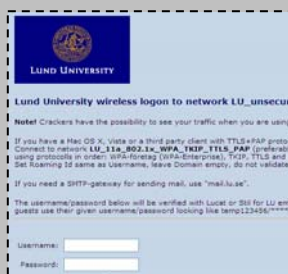 LUND UNIVERSITY
Lund University wireless logon to network LU_unsecur
Note! Crackers have the possibility to see your traffic when you are using
If you have a Mac OS X, Vista or a third party client with TTLS+PAP proto
Connect to network LU_11a_802.1x_WPA_TKIP_TTLS_PAP (preferab
using protocolls in order: WPA-företag (WPA-Enterprise), TKIP, TTLS and
Set Roaming Id same as Username, leave Domain empty, do not validate
If you need a SMTP-gateway for sending mail, use "mail.lu.se".
The username/password below will be verified with Lucat or Stil for LU em
guests use their given username/password looking like temp123456/****
Username:
Password: